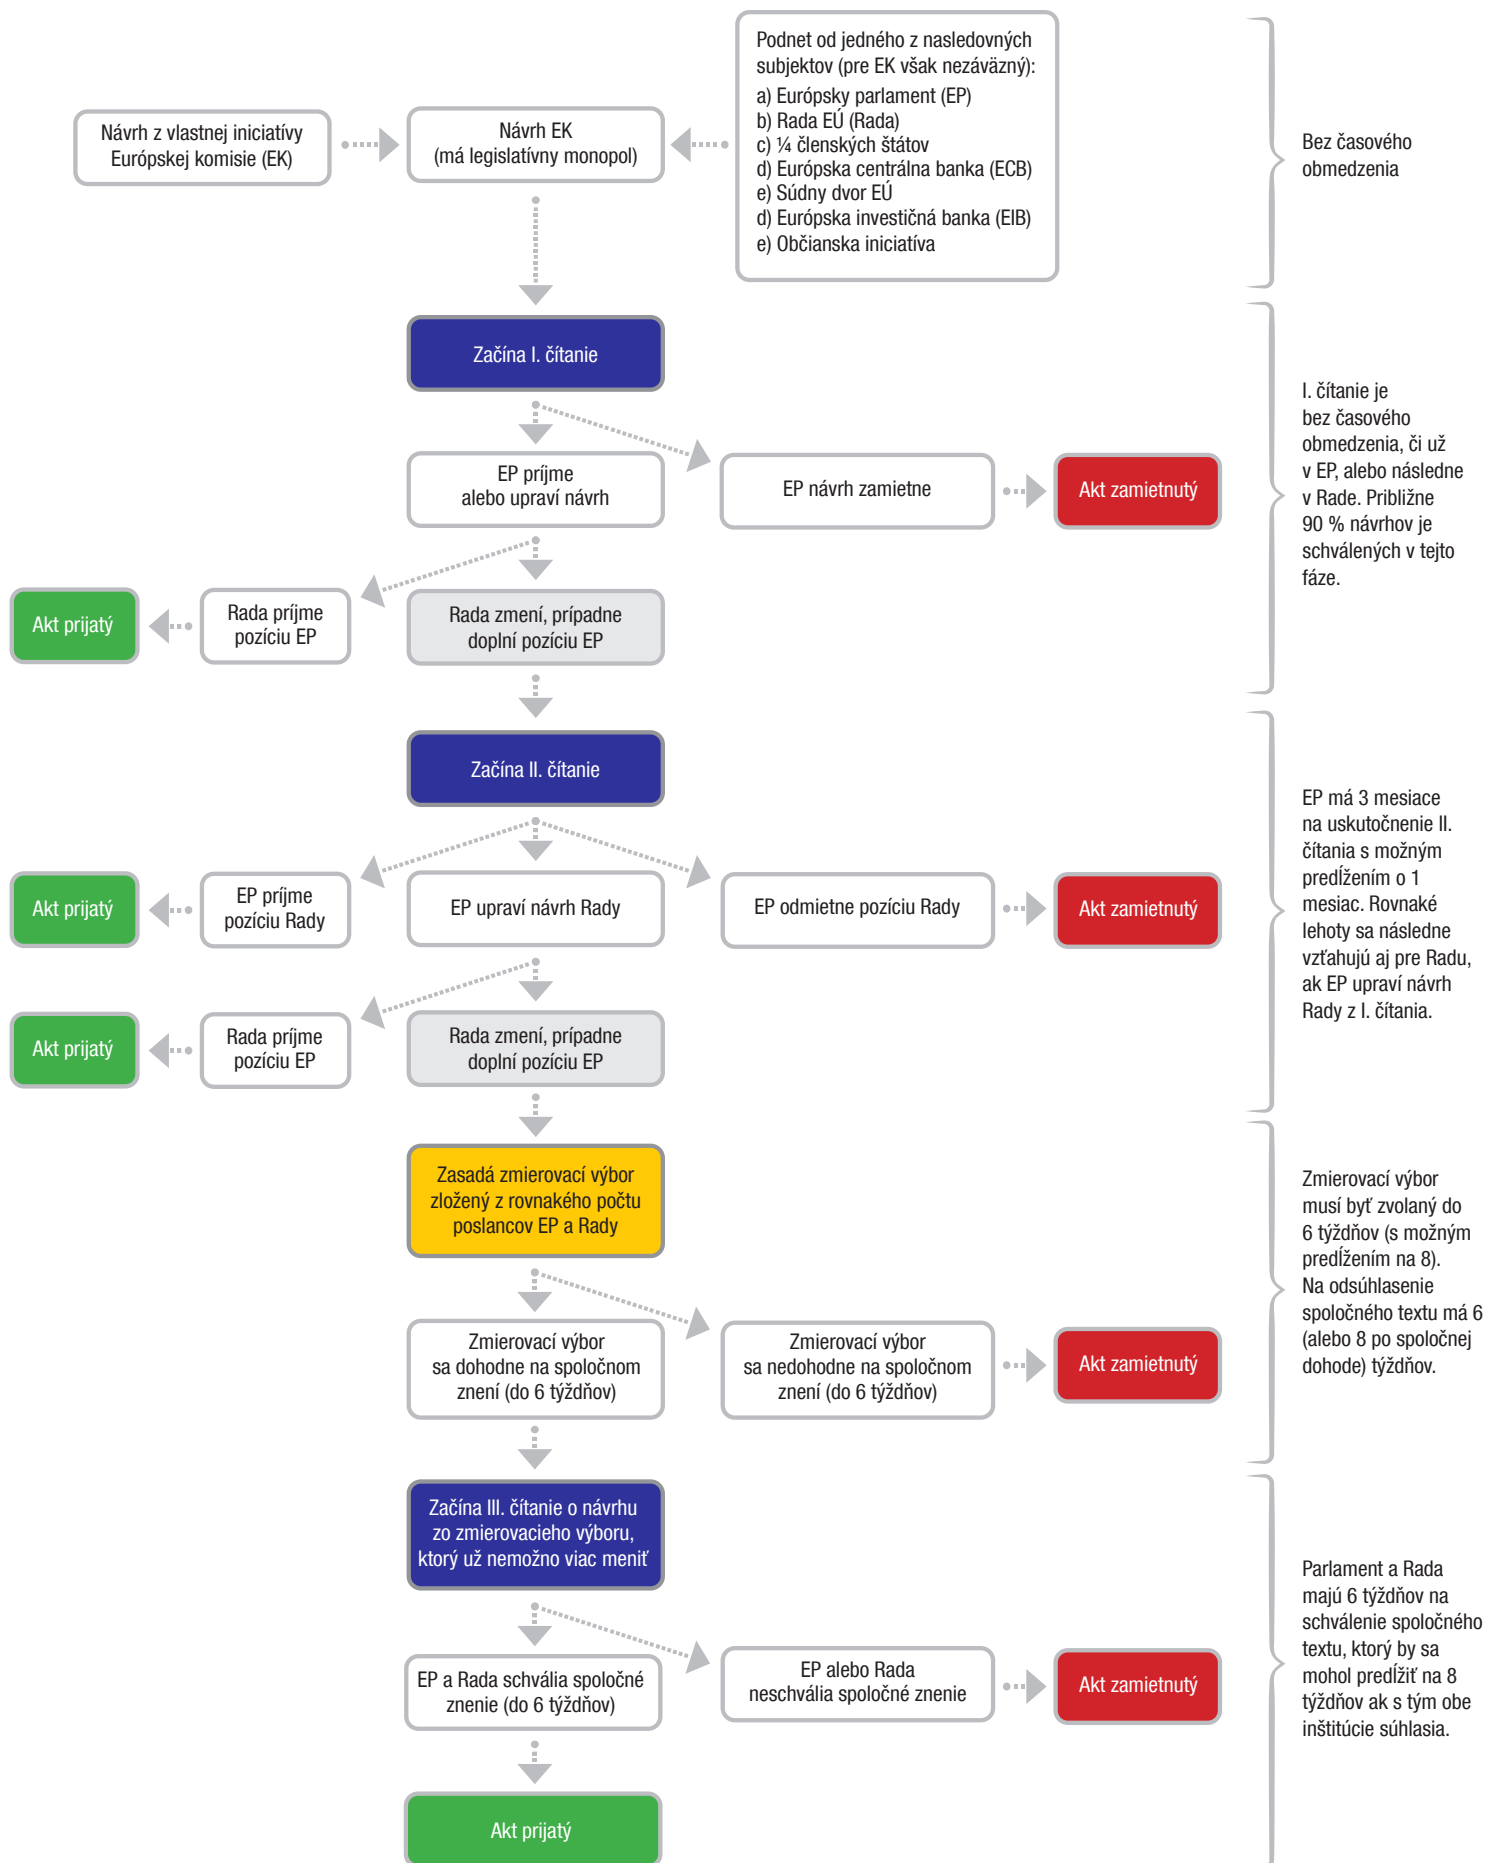 Návrh z vlastnej iniciatívy
Európskej komisie (EK)
Návrh EK
(má legislatívny monopol)
Podnet od jedného z nasledovných
subjektov (pre EK však nezáväzný):
a) Európsky parlament (EP)
b) Rada EÚ (Rada)
c) ¼ členských štátov
d) Európska centrálna banka (ECB)
e) Súdny dvor EÚ
d) Európska investičná banka (EIB)
e) Občianska iniciatíva
Bez časového
obmedzenia
Začína I. čítanie
EP príjme
alebo upraví návrh
EP návrh zamietne
Akt zamietnutý
I. čítanie je
bez časového
obmedzenia, či už
v EP, alebo následne
v Rade. Približne
90 % návrhov je
schválených v tejto
fáze.
Akt prijatý
Rada príjme
pozíciu EP
Rada zmení, prípadne
doplní pozíciu EP
Začína II. čítanie
Akt prijatý
EP príjme
pozíciu Rady
EP upraví návrh Rady
EP odmietne pozíciu Rady
Akt zamietnutý
EP má 3 mesiace
na uskutočnenie II.
čítania s možným
predĺžením o 1
mesiac. Rovnaké
lehoty sa následne
vzťahujú aj pre Radu,
ak EP upraví návrh
Rady z I. čítania.
Akt prijatý
Rada príjme
pozíciu EP
Rada zmení, prípadne
doplní pozíciu EP
Zasadá zmierovací výbor
zložený z rovnakého počtu
poslancov EP a Rady
Zmierovací výbor
sa dohodne na spoločnom
znení (do 6 týždňov)
Zmierovací výbor
sa nedohodne na spoločnom
znení (do 6 týždňov)
Akt zamietnutý
Zmierovací výbor
musí byť zvolaný do
6 týždňov (s možným
predĺžením na 8).
Na odsúhlasenie
spoločného textu má 6
(alebo 8 po spoločnej
dohode) týždňov.
Začína III. čítanie o návrhu
zo zmierovacieho výboru,
ktorý už nemožno viac meniť
EP a Rada schvália spoločné
znenie (do 6 týždňov)
EP alebo Rada
neschvália spoločné znenie
Akt zamietnutý
Parlament a Rada
majú 6 týždňov na
schválenie spoločného
textu, ktorý by sa
mohol predĺžiť na 8
týždňov ak s tým obe
inštitúcie súhlasia.
Akt prijatý